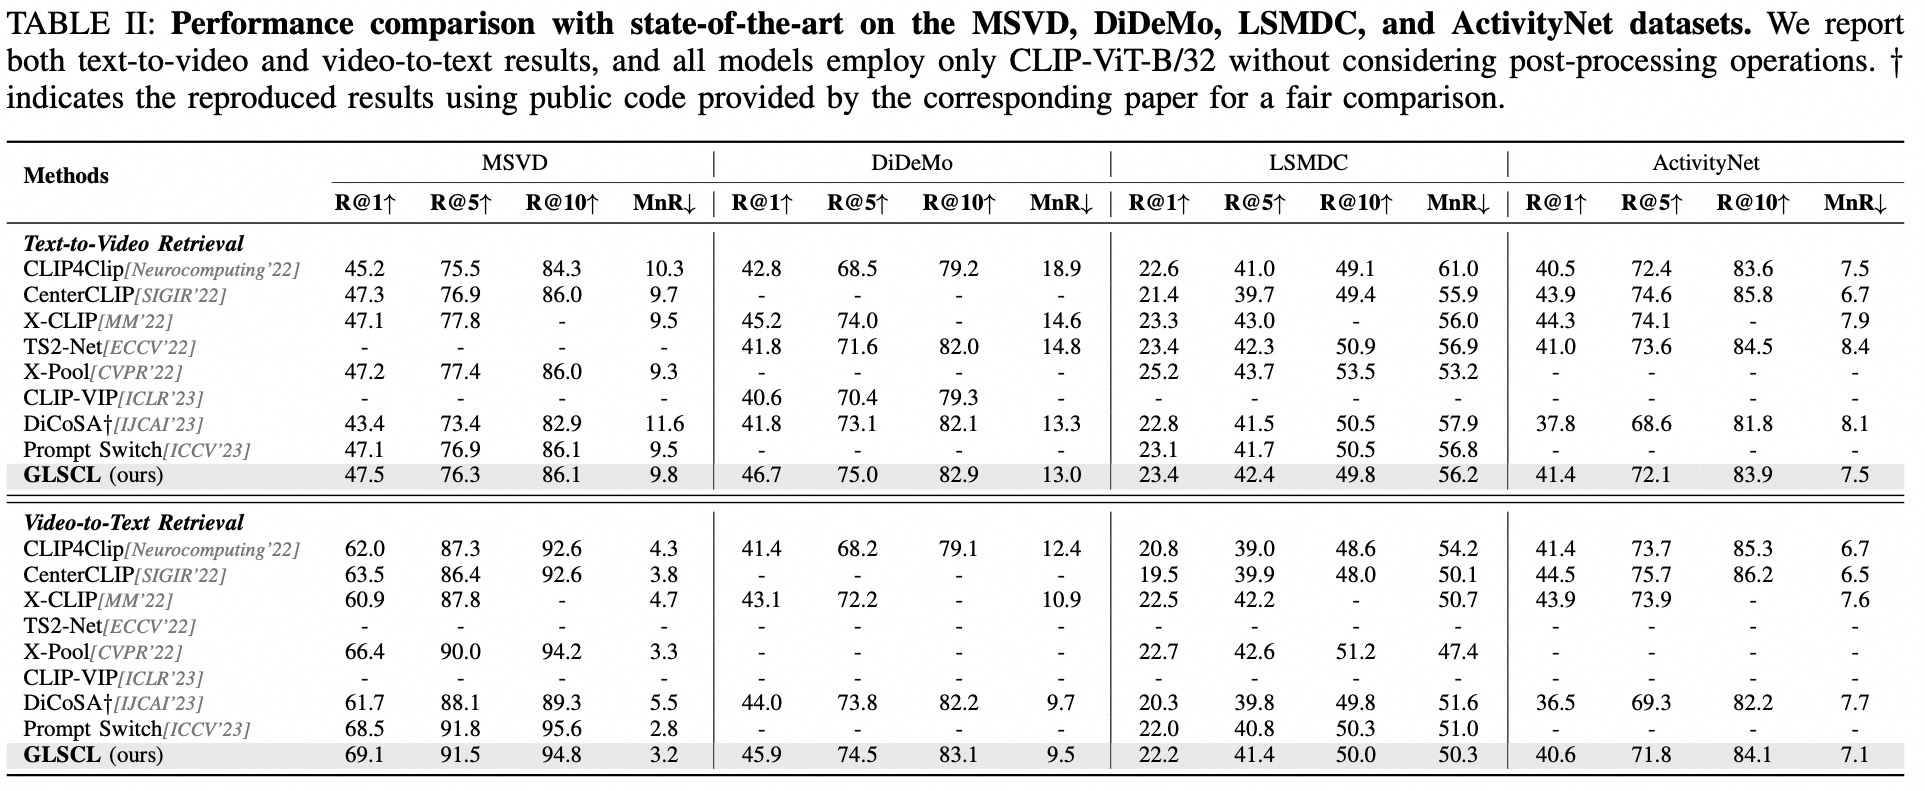 TABLE II: Performance comparison with state-of-the-art on the MSVD, DiDeMo, LSMDC, and ActivityNet datasets. We report
both text-to-video and video-to-text results, and all models employ only CLIP-ViT-B/32 without considering post-processing operations. †
indicates the reproduced results using public code provided by the corresponding paper for a fair comparison.
Methods MSVD DiDeMo LSMDC ActivityNet
R@1↑ R@5↑ R@10↑ MnR↓ R@1↑ R@5↑ R@10↑ MnR↓ R@1↑ R@5↑ R@10↑ MnR↓ R@1↑ R@5↑ R@10↑ MnR↓
Text-to-Video Retrieval
CLIP4Clip[Neurocomputing'22] 45.2 75.5 84.3 10.3 42.8 68.5 79.2 18.9 22.6 41.0 49.1 61.0 40.5 72.4 83.6 7.5
CenterCLIP[SIGIR'22] 47.3 76.9 86.0 9.7 - - - - 21.4 39.7 49.4 55.9 43.9 74.6 85.8 6.7
X-CLIP[MM'22] 47.1 77.8 - 9.5 45.2 74.0 - 14.6 23.3 43.0 - 56.0 44.3 74.1 - 7.9
TS2-Net[ECCV'22] - - - - 41.8 71.6 82.0 14.8 23.4 42.3 50.9 56.9 41.0 73.6 84.5 8.4
X-Pool[CVPR'22] 47.2 77.4 86.0 9.3 - - - - 25.2 43.7 53.5 53.2 - - - -
CLIP-VIP[ICLR'23] - - - - 40.6 70.4 79.3 - - - - - - - - -
DiCoSA†[IJCAI'23] 43.4 73.4 82.9 11.6 41.8 73.1 82.1 13.3 22.8 41.5 50.5 57.9 37.8 68.6 81.8 8.1
Prompt Switch[ICCV'23] 47.1 76.9 86.1 9.5 - - - - 23.1 41.7 50.5 56.8 - - - -
GLSCL (ours) 47.5 76.3 86.1 9.8 46.7 75.0 82.9 13.0 23.4 42.4 49.8 56.2 41.4 72.1 83.9 7.5
Video-to-Text Retrieval
CLIP4Clip[Neurocomputing'22] 62.0 87.3 92.6 4.3 41.4 68.2 79.1 12.4 20.8 39.0 48.6 54.2 41.4 73.7 85.3 6.7
CenterCLIP[SIGIR'22] 63.5 86.4 92.6 3.8 - - - - 19.5 39.9 48.0 50.1 44.5 75.7 86.2 6.5
X-CLIP[MM'22] 60.9 87.8 - 4.7 43.1 72.2 - 10.9 22.5 42.2 - 50.7 43.9 73.9 - 7.6
TS2-Net[ECCV'22] - - - - - - - - - - - - - - - -
X-Pool[CVPR'22] 66.4 90.0 94.2 3.3 - - - - 22.7 42.6 51.2 47.4 - - - -
CLIP-VIP[ICLR'23] - - - - - - - - - - - - - - - -
DiCoSA†[IJCAI'23] 61.7 88.1 89.3 5.5 44.0 73.8 82.2 9.7 20.3 39.8 49.8 51.6 36.5 69.3 82.2 7.7
Prompt Switch[ICCV'23] 68.5 91.8 95.6 2.8 - - - - 22.0 40.8 50.3 51.0 - - - -
GLSCL (ours) 69.1 91.5 94.8 3.2 45.9 74.5 83.1 9.5 22.2 41.4 50.0 50.3 40.6 71.8 84.1 7.1